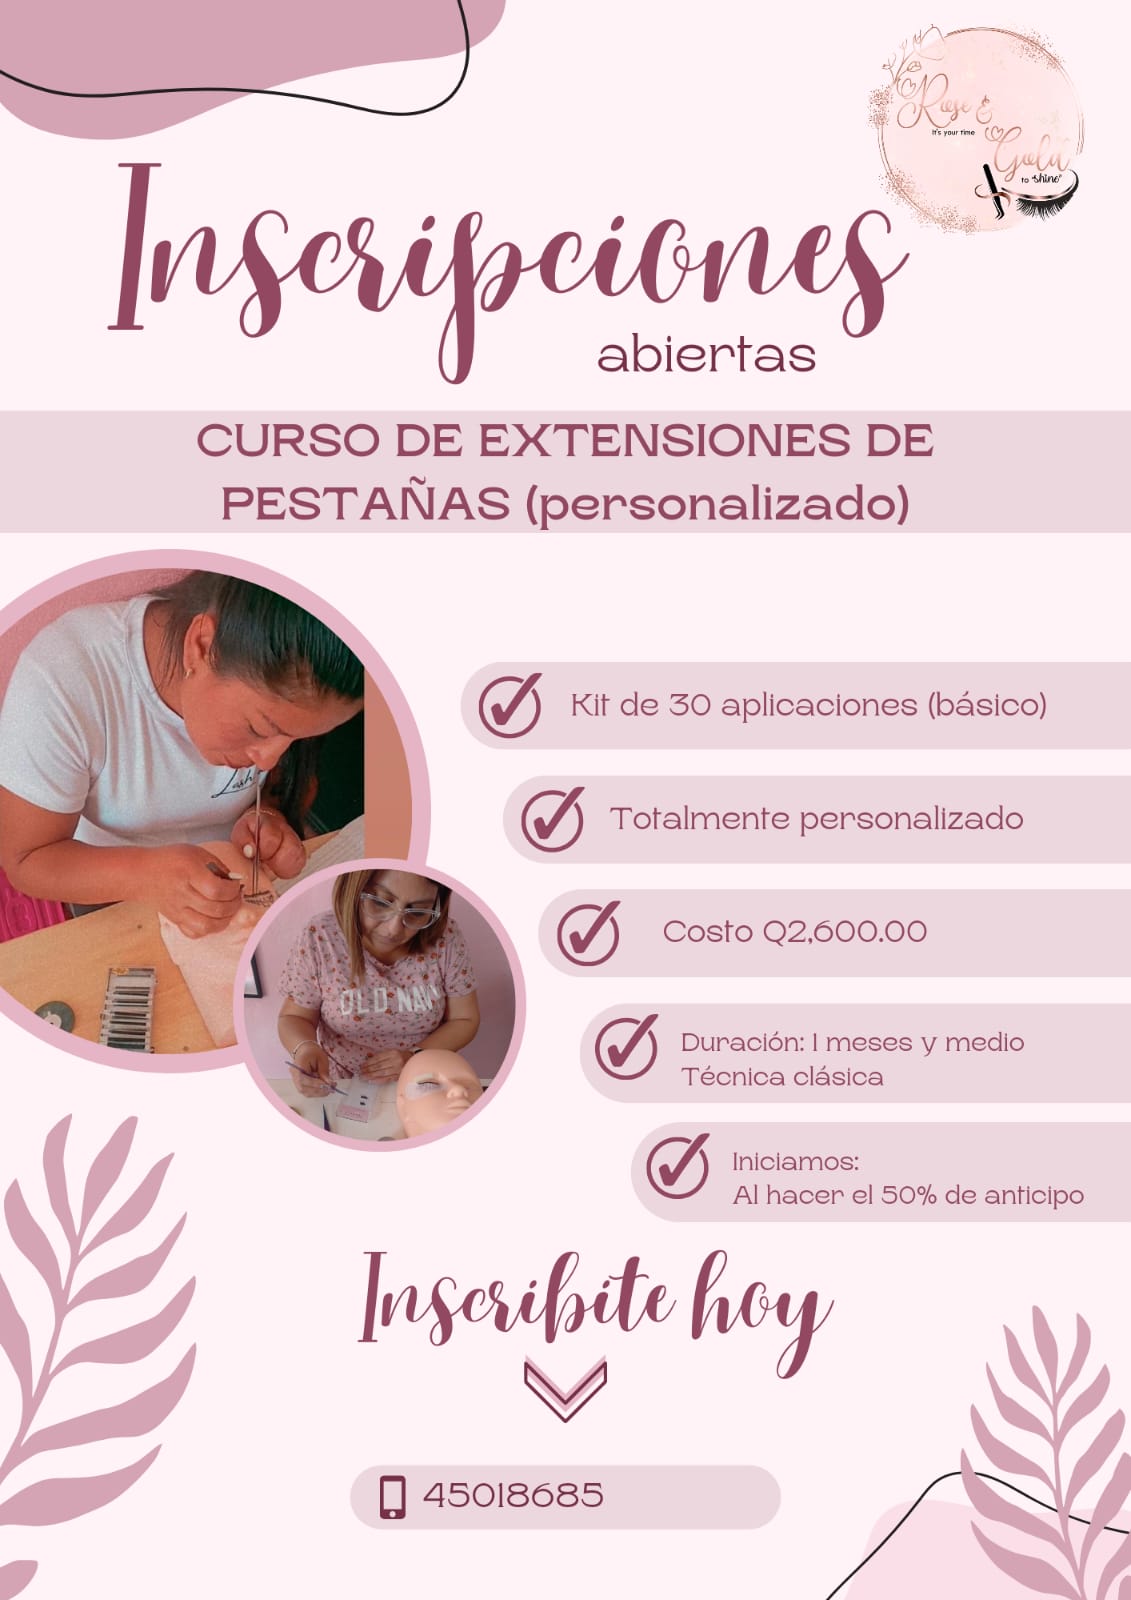 Rose &
It's your time
Gold
to shine"
Inscripciones
abiertas
CURSO DE EXTENSIONES DE
PESTAÑAS (personalizado)
Kit de 30 aplicaciones (básico)
Totalmente personalizado
Costo Q2,600.00
Lash
OLD NAVY
Duración: 1 meses y medio
Técnica clásica
Iniciamos:
Al hacer el 50% de anticipo
Inscribite hoy
45018685